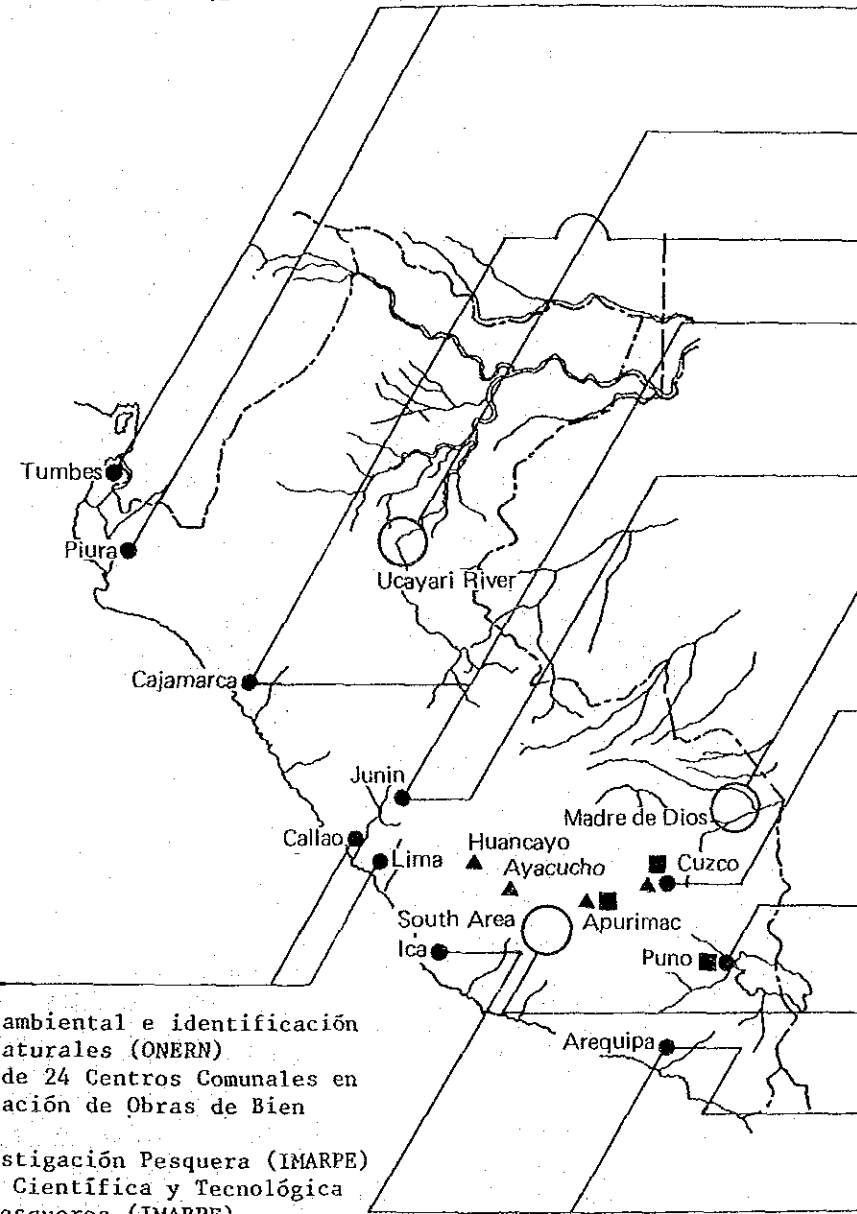 Tumbes
Piura
Ucayari River
Cajamarca
Junin
Madre de Dios
Callao
Huancayo
Lima
Ayacucho
Cuzco
South Area
Apurimac
Ica
Puno
Arequipa
ambiental e identificación
aturales (ONERN)
de 24 Centros Comunales en
ación de Obras de Bien
stigación Pesquera (IMARPE)
Científica y Tecnológica
esqueros (IMARPE)